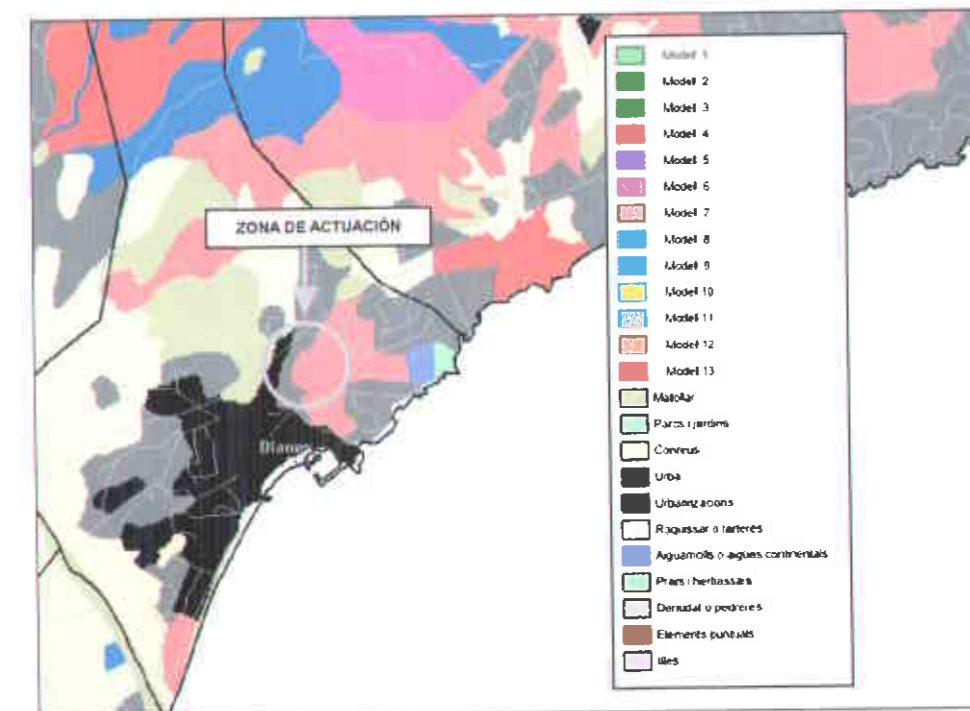 ZONA DE ACTUACIÓN
Blanes
Model 1
Model 2
Model 3
Model 4
Model 5
Model 6
Model 7
Model 8
Model 9
Model 10
Model 11
Model 12
Model 13
Matollar
Parcs i jardins
Conreus
Urbà
Urbanitzacions
Roquissar o tarteres
Aiguamolls o aigües continentals
Prats i herbassars
Denudat o pedreres
Elements puntuals
Illes